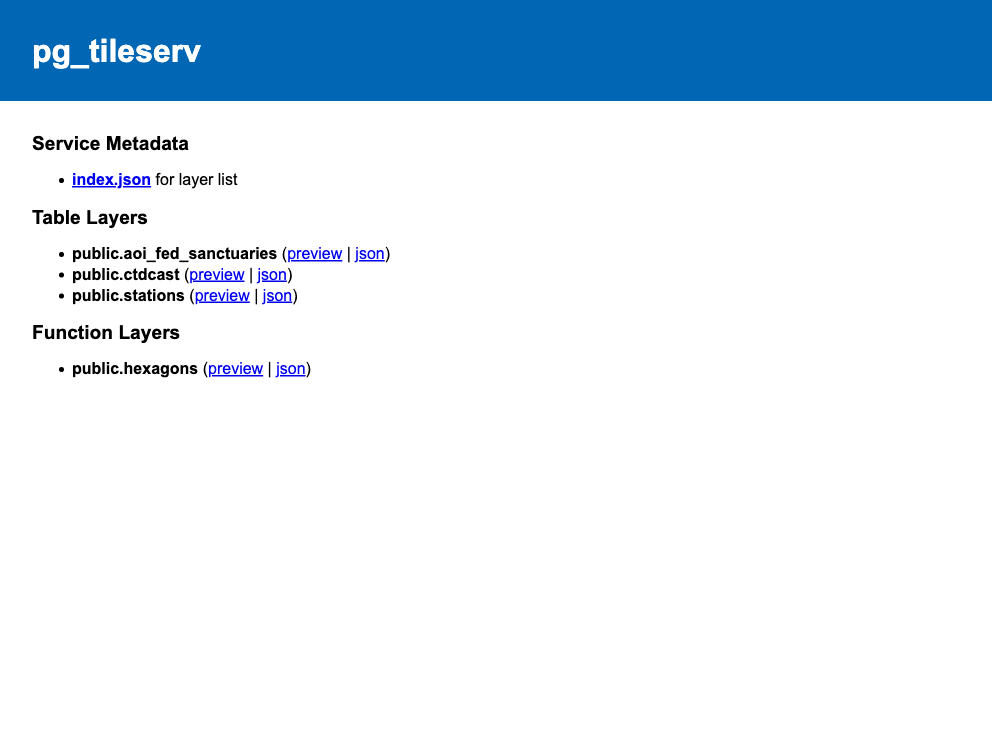 pg_tileserv
Service Metadata
index.json for layer list
Table Layers
public.aoi_fed_sanctuaries (preview | json)
public.ctdcast (preview | json)
public.stations (preview | json)
Function Layers
public.hexagons (preview | json)